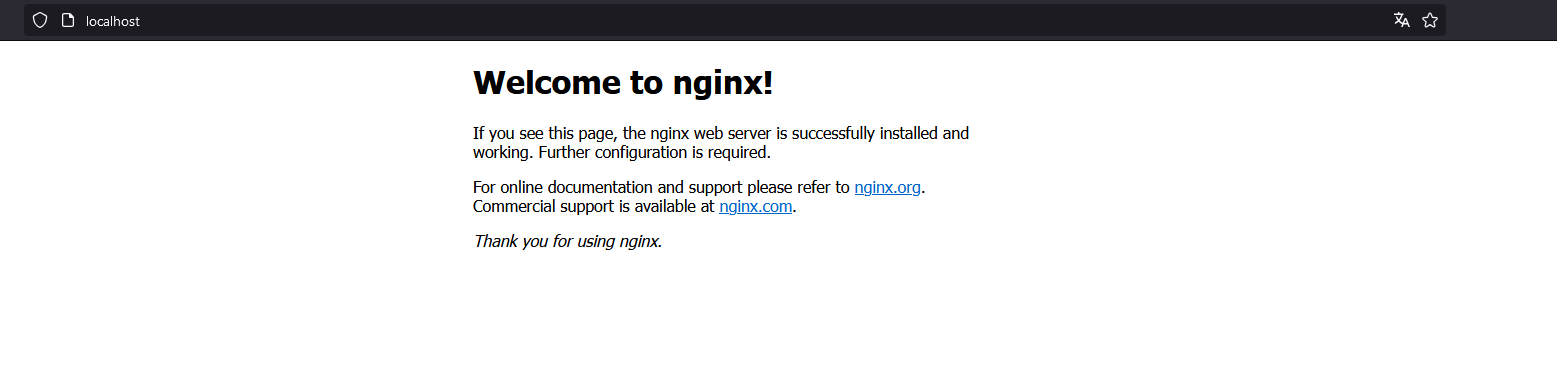 localhost
Welcome to nginx!
If you see this page, the nginx web server is successfully installed and
working. Further configuration is required.
For online documentation and support please refer to nginx.org.
Commercial support is available at nginx.com.
Thank you for using nginx.